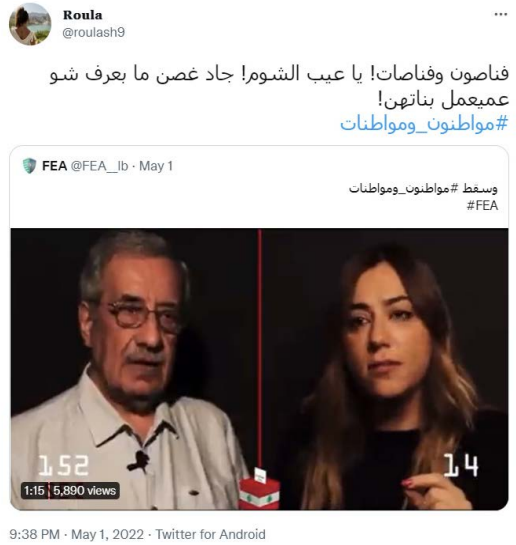 Roula
@roulash9
فناصون وفناصات! يا عيب الشوم! جاد غصن ما بعرف شو
عميعمل بناتهن!
#مواطنون_ومواطنات
FEA @FEA__lb · May 1
وسقط #مواطنون_ومواطنات
#FEA
152
14
1:15 5,890 views
9:38 PM · May 1, 2022 · Twitter for Android